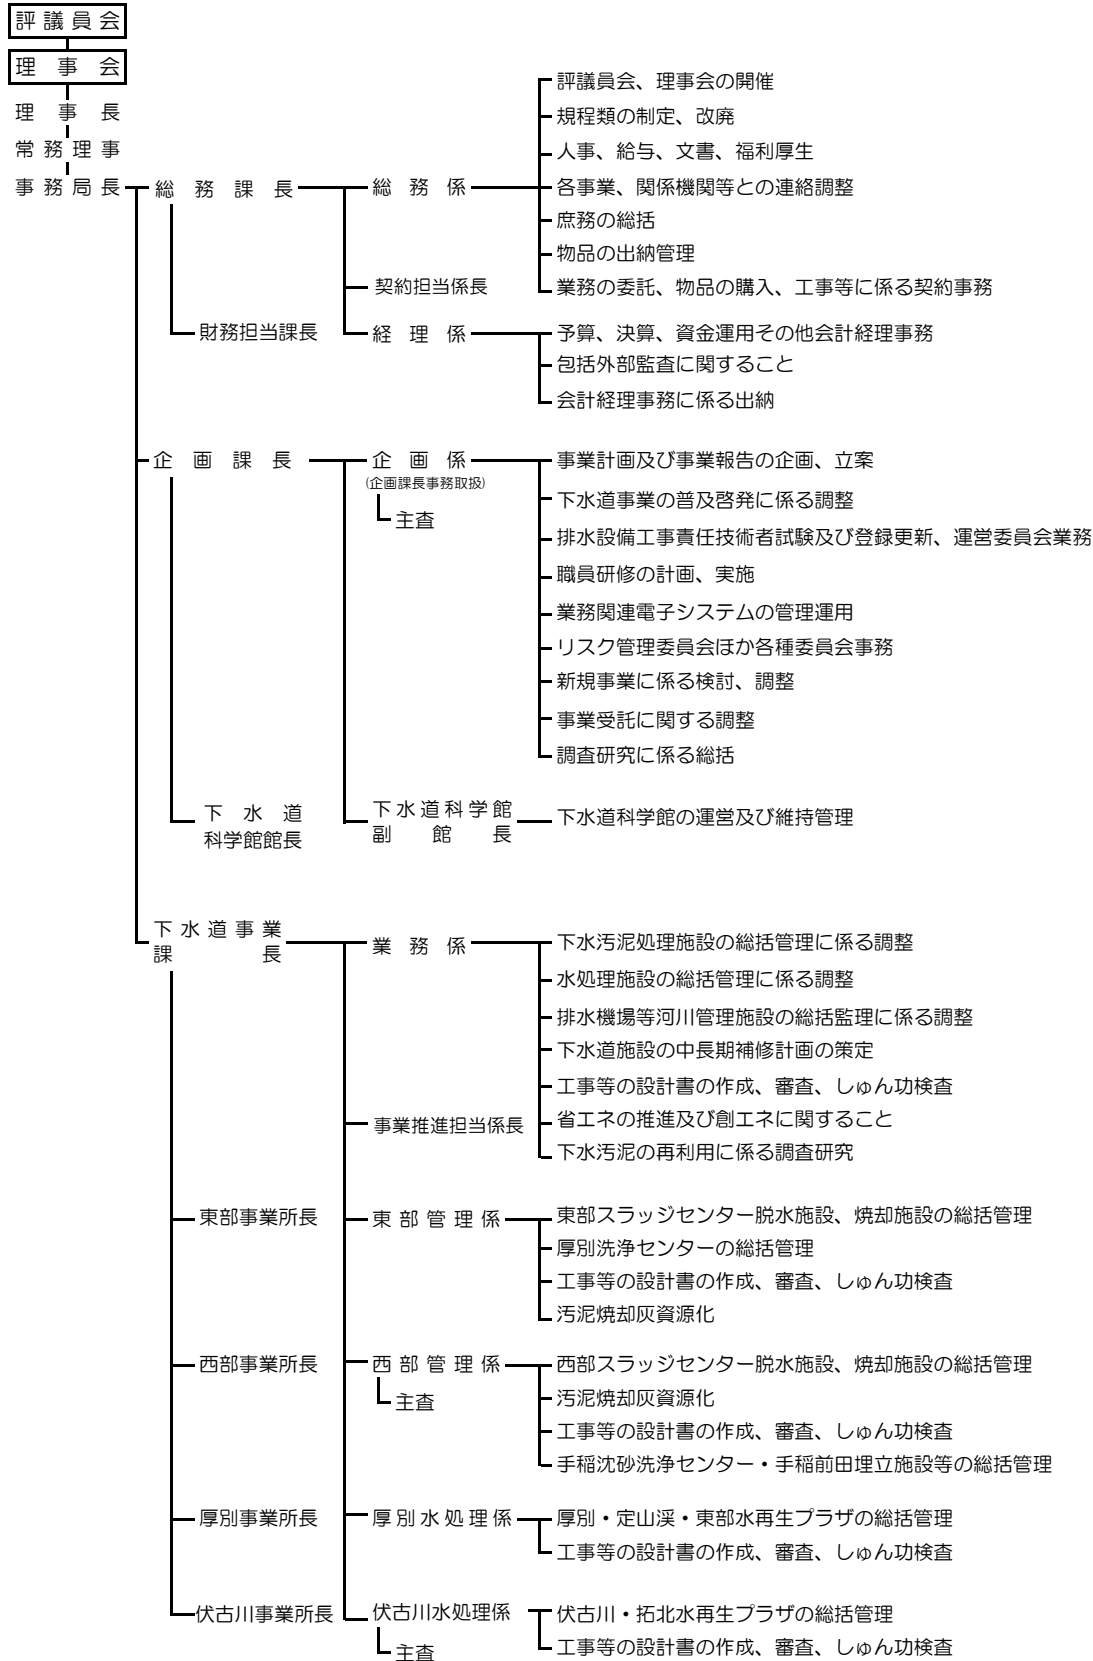 評議員会
理事会
理事長
常務理事
事務局長
総務課長
総務係
評議員会、理事会の開催
規程類の制定、改廃
人事、給与、文書、福利厚生
各事業、関係機関等との連絡調整
庶務の総括
物品の出納管理
契約担当係長
業務の委託、物品の購入、工事等に係る契約事務
財務担当課長
経理係
予算、決算、資金運用その他会計経理事務
包括外部監査に関すること
会計経理事務に係る出納
企画課長
企画係
(企画課長事務取扱)
主査
事業計画及び事業報告の企画、立案
下水道事業の普及啓発に係る調整
排水設備工事責任技術者試験及び登録更新、運営委員会業務
職員研修の計画、実施
業務関連電子システムの管理運用
リスク管理委員会ほか各種委員会事務
新規事業に係る検討、調整
事業受託に関する調整
調査研究に係る総括
下水道
科学館館長
下水道科学館
副館長
下水道科学館の運営及び維持管理
下水道事業
課長
業務係
下水汚泥処理施設の総括管理に係る調整
水処理施設の総括管理に係る調整
排水機場等河川管理施設の総括監理に係る調整
下水道施設の中長期補修計画の策定
工事等の設計書の作成、審査、しゅん功検査
事業推進担当係長
省エネの推進及び創エネに関すること
下水汚泥の再利用に係る調査研究
東部事業所長
東部管理係
東部スラッジセンター脱水施設、焼却施設の総括管理
厚別洗浄センターの総括管理
工事等の設計書の作成、審査、しゅん功検査
汚泥焼却灰資源化
西部事業所長
西部管理係
主査
西部スラッジセンター脱水施設、焼却施設の総括管理
汚泥焼却灰資源化
工事等の設計書の作成、審査、しゅん功検査
手稲沈砂洗浄センター・手稲前田埋立施設等の総括管理
厚別事業所長
厚別水処理係
厚別・定山渓・東部水再生プラザの総括管理
工事等の設計書の作成、審査、しゅん功検査
伏古川事業所長
伏古川水処理係
主査
伏古川・拓北水再生プラザの総括管理
工事等の設計書の作成、審査、しゅん功検査